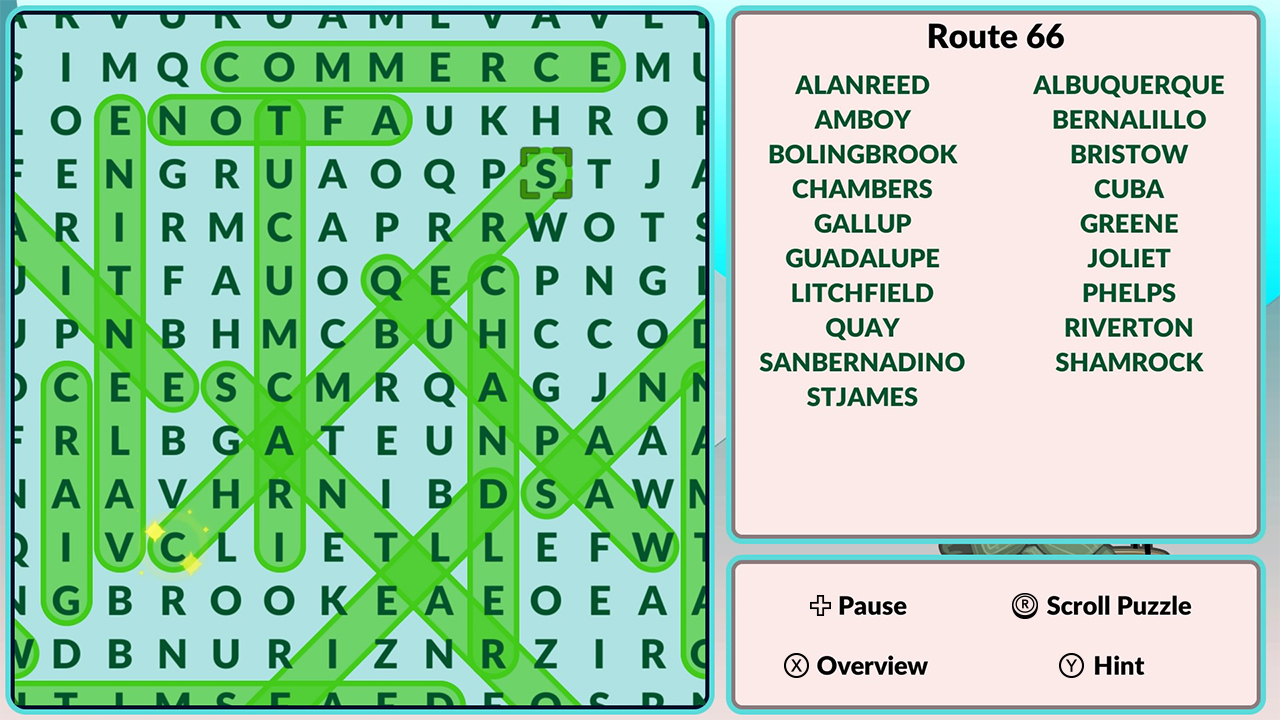 Route 66
ALANREED ALBUQUERQUE
AMBOY BERNALILLO
BOLINGBROOK BRISTOW
CHAMBERS CUBA
GALLUP GREENE
GUADALUPE JOLIET
LITCHFIELD PHELPS
QUAY RIVERTON
SANBERNADINO SHAMROCK
STJAMES
S I M Q C O M M E R C E M U
L O E N O T F A U K H R O
F E N G R U A O Q P S T J A
A R I R M C A P R R W O T S
U I T F A U O Q E C P N G
U P N B H M C B U H C C O D
C E E S C M R Q A G J N N
F R L B G A T E U N P A A A
N A A V H R N I B D S A W M
Q I V C L I E T L L E F W T
N G B R O O K E A E O E A A
W D B N U R I Z N R Z I R
+ Pause
R Scroll Puzzle
X Overview
Y Hint